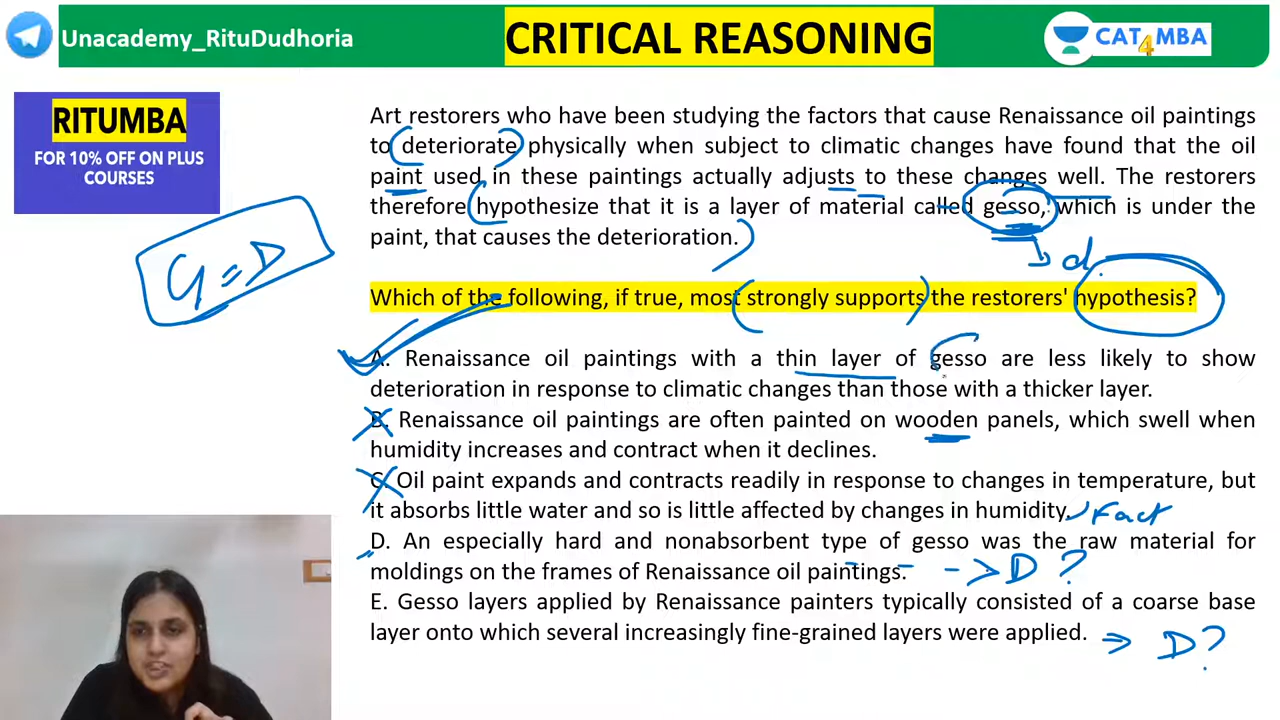 Unacademy_RituDudhoria
CRITICAL REASONING
CAT4MBA
RITUMBA
FOR 10% OFF ON PLUS
COURSES
Art restorers who have been studying the factors that cause Renaissance oil paintings
to deteriorate physically when subject to climatic changes have found that the oil
paint used in these paintings actually adjusts to these changes well. The restorers
therefore hypothesize that it is a layer of material called gesso, which is under the
paint, that causes the deterioration.
d
G = D
Which of the following, if true, most strongly supports the restorers' hypothesis?
A. Renaissance oil paintings with a thin layer of gesso are less likely to show
deterioration in response to climatic changes than those with a thicker layer.
B. Renaissance oil paintings are often painted on wooden panels, which swell when
humidity increases and contract when it declines.
C. Oil paint expands and contracts readily in response to changes in temperature, but
it absorbs little water and so is little affected by changes in humidity.
Fact
D. An especially hard and nonabsorbent type of gesso was the raw material for
moldings on the frames of Renaissance oil paintings.
-> D ?
E. Gesso layers applied by Renaissance painters typically consisted of a coarse base
layer onto which several increasingly fine-grained layers were applied.
⇒ D?